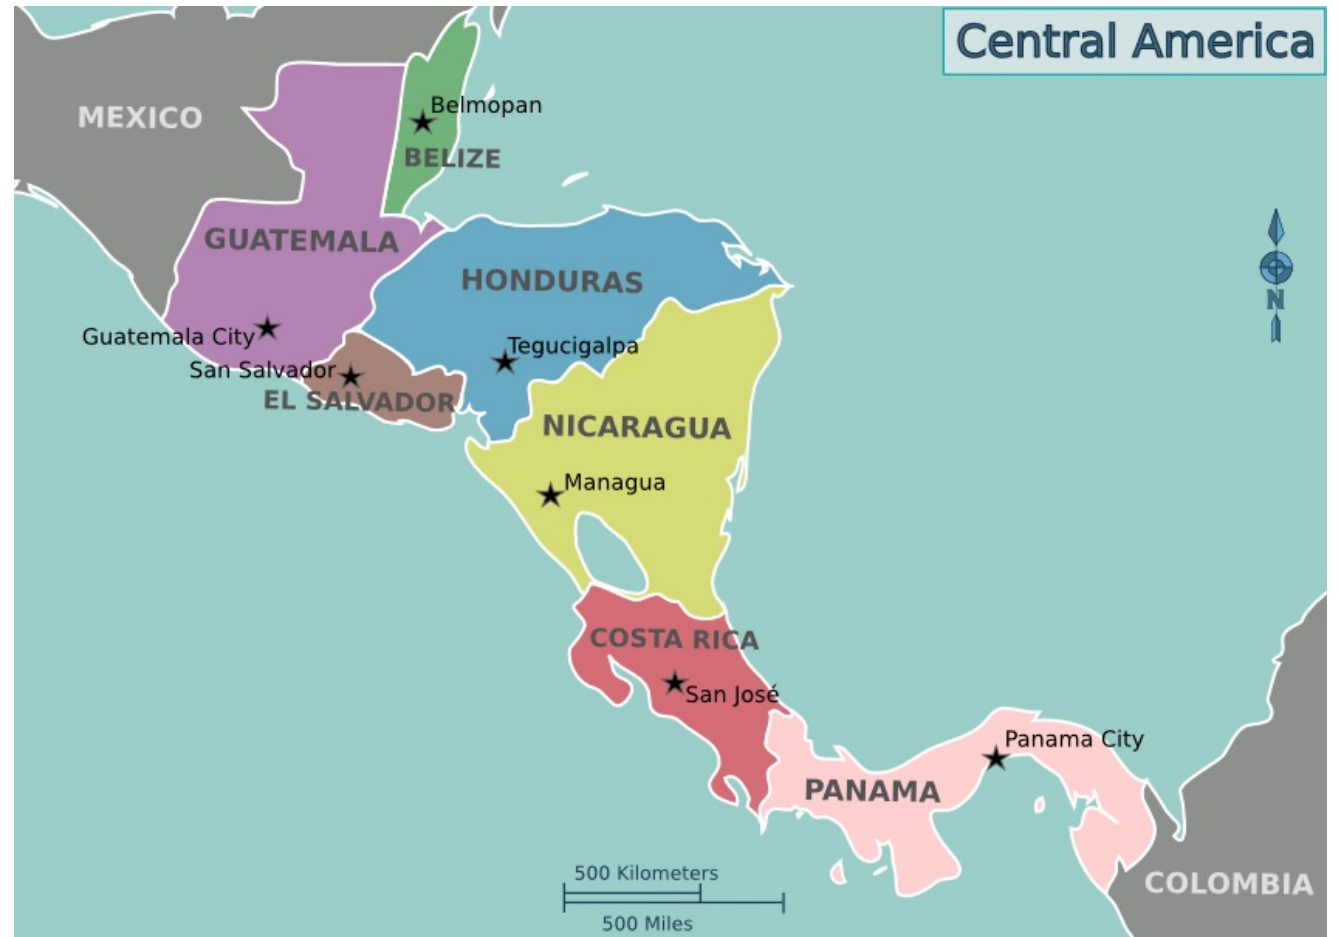 Central America
MEXICO
Belmopan
BELIZE
GUATEMALA
HONDURAS
N
Guatemala City
Tegucigalpa
San Salvador
EL SALVADOR
NICARAGUA
Managua
COSTA RICA
San José
Panama City
PANAMA
500 Kilometers
COLOMBIA
500 Miles